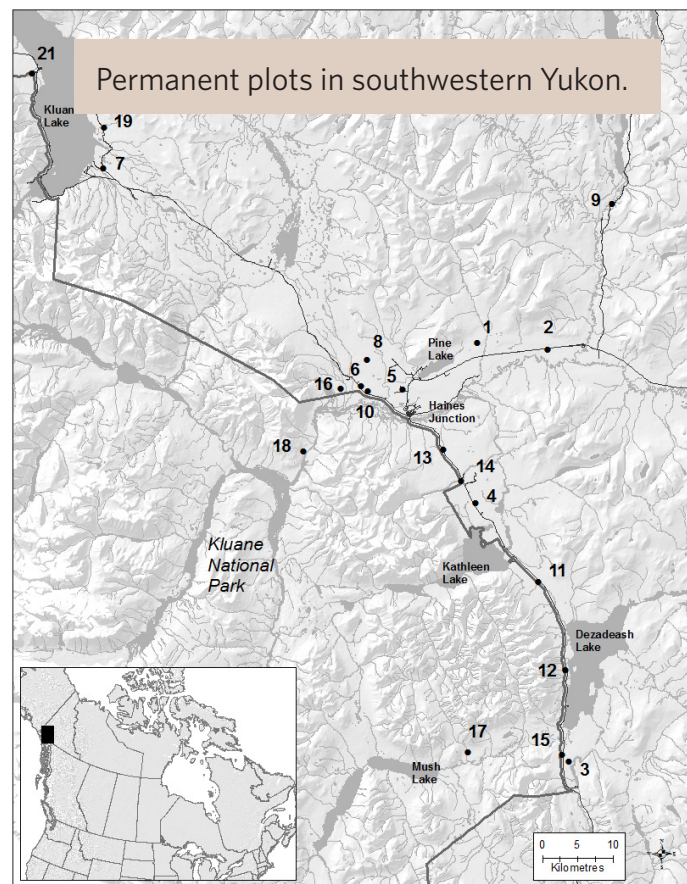 Permanent plots in southwestern Yukon.
21
Kluane
Lake
19
7
9
1
2
8
Pine
Lake
6
5
16
10
Haines
Junction
13
18
14
4
Kluane
National
Park
Kathleen
Lake
11
Dezadeash
Lake
12
17
15
3
Mush
Lake
0 5 10
Kilometres